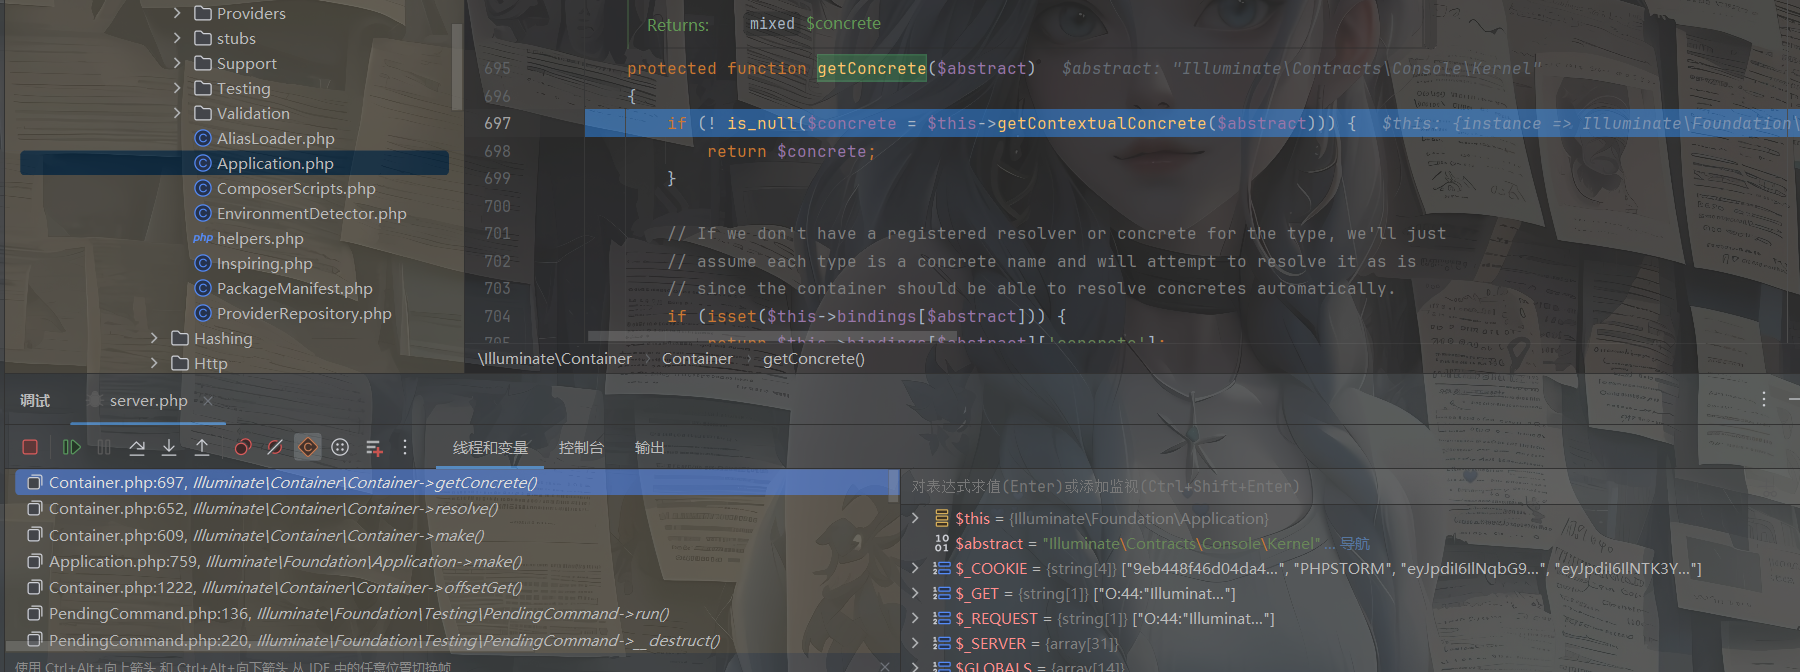 Providers
stubs
Support
Testing
Validation
AliasLoader.php
Application.php
ComposerScripts.php
EnvironmentDetector.php
php helpers.php
Inspiring.php
PackageManifest.php
ProviderRepository.php
Hashing
Http
Returns: mixed $concrete
695 protected function getConcrete($abstract) $abstract: "Illuminate\Contracts\Console\Kernel"
696 {
697 if (! is_null($concrete = $this->getContextualConcrete($abstract))) { $this: {instance => Illuminate\Foundation\
698 return $concrete;
699 }
700
701 // If we don't have a registered resolver or concrete for the type, we'll just
702 // assume each type is a concrete name and will attempt to resolve it as is
703 // since the container should be able to resolve concretes automatically.
704 if (isset($this->bindings[$abstract])) {
705 return $this->bindings[$abstract]['concrete'];
\Illuminate\Container > Container > getConcrete()
调试 server.php
线程和变量 控制台 输出
Container.php:697, Illuminate\Container\Container->getConcrete()
Container.php:652, Illuminate\Container\Container->resolve()
Container.php:609, Illuminate\Container\Container->make()
Application.php:759, Illuminate\Foundation\Application->make()
Container.php:1222, Illuminate\Container\Container->offsetGet()
PendingCommand.php:136, Illuminate\Foundation\Testing\PendingCommand->run()
PendingCommand.php:220, Illuminate\Foundation\Testing\PendingCommand->__destruct()
使用 Ctrl+Alt+向上箭头 和 Ctrl+Alt+向下箭头 从 IDE 中的任意位置切换帧
对表达式求值(Enter)或添加监视(Ctrl+Shift+Enter)
$this = {Illuminate\Foundation\Application}
$abstract = "Illuminate\Contracts\Console\Kernel" ... 导航
$_COOKIE = {string[4]} ["9eb448f46d04da4...", "PHPSTORM", "eyJpdiI6IlNqbG9...", "eyJpdiI6IlNTK3Y..."]
$_GET = {string[1]} ["O:44:"Illuminat..."]
$_REQUEST = {string[1]} ["O:44:"Illuminat..."]
$_SERVER = {array[31]}
$GLOBALS = {array[14]}